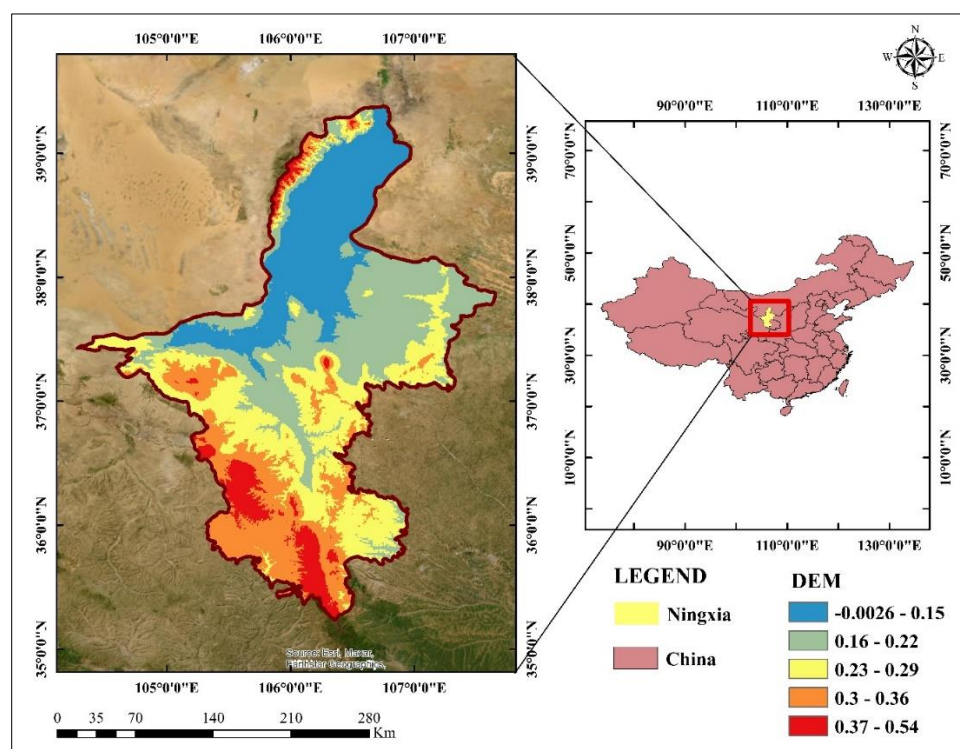 N
W E
S
105°0'0"E 106°0'0"E 107°0'0"E
90°0'0"E 110°0'0"E 130°0'0"E
39°0'0"N
38°0'0"N
37°0'0"N
36°0'0"N
35°0'0"N
39°0'0"N
38°0'0"N
37°0'0"N
36°0'0"N
35°0'0"N
70°0'0"N
50°0'0"N
30°0'0"N
10°0'0"N
70°0'0"N
50°0'0"N
30°0'0"N
10°0'0"N
Source: Esri, Maxar,
Earthstar Geographics,
105°0'0"E 106°0'0"E 107°0'0"E
90°0'0"E 110°0'0"E 130°0'0"E
0 35 70 140 210 280
Km
LEGEND
Ningxia
China
DEM
-0.0026 - 0.15
0.16 - 0.22
0.23 - 0.29
0.3 - 0.36
0.37 - 0.54